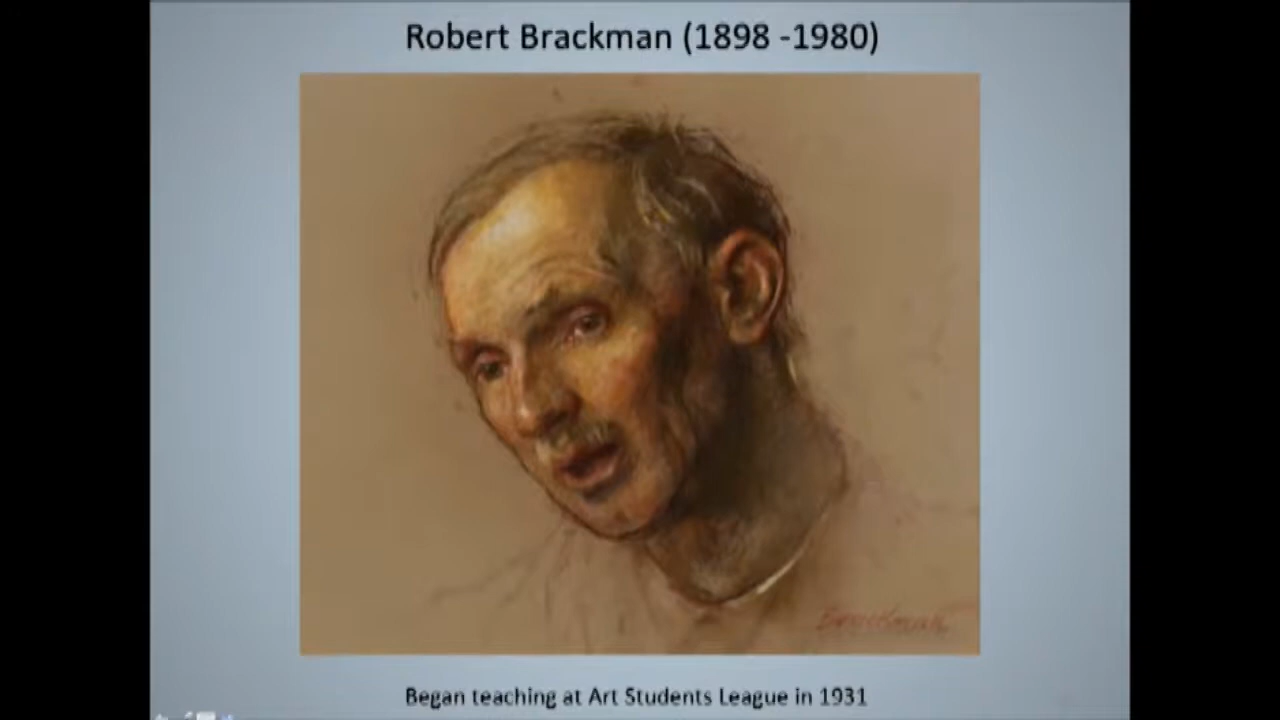 Robert Brackman (1898 -1980)
Brackman
Began teaching at Art Students League in 1931